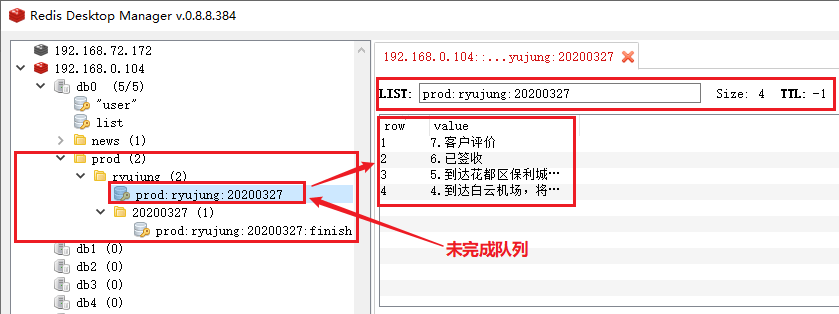 Redis Desktop Manager v.0.8.8.384
192.168.72.172
192.168.0.104
db0 (5/5)
"user"
list
news (1)
prod (2)
ryujung (2)
prod:ryujung:20200327
20200327 (1)
prod:ryujung:20200327:finish
db1 (0)
db2 (0)
db3 (0)
db4 (0)
192.168.0.104::...yujung:20200327
LIST: prod:ryujung:20200327 Size: 4 TTL: -1
row value
1 7.客户评价
2 6.已签收
3 5.到达花都区保利城…
4 4.到达白云机场，将…
未完成队列